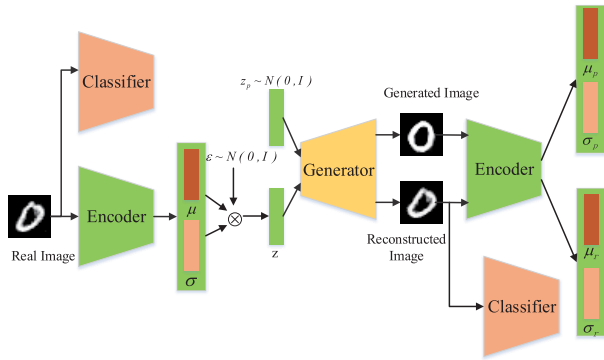 Classifier
Real Image
Encoder
μ
σ
ε ~ N ( 0 , I )
z
z_p ~ N ( 0 , I )
Generator
Generated Image
Reconstructed
Image
Encoder
Classifier
μ_p
σ_p
μ_r
σ_r